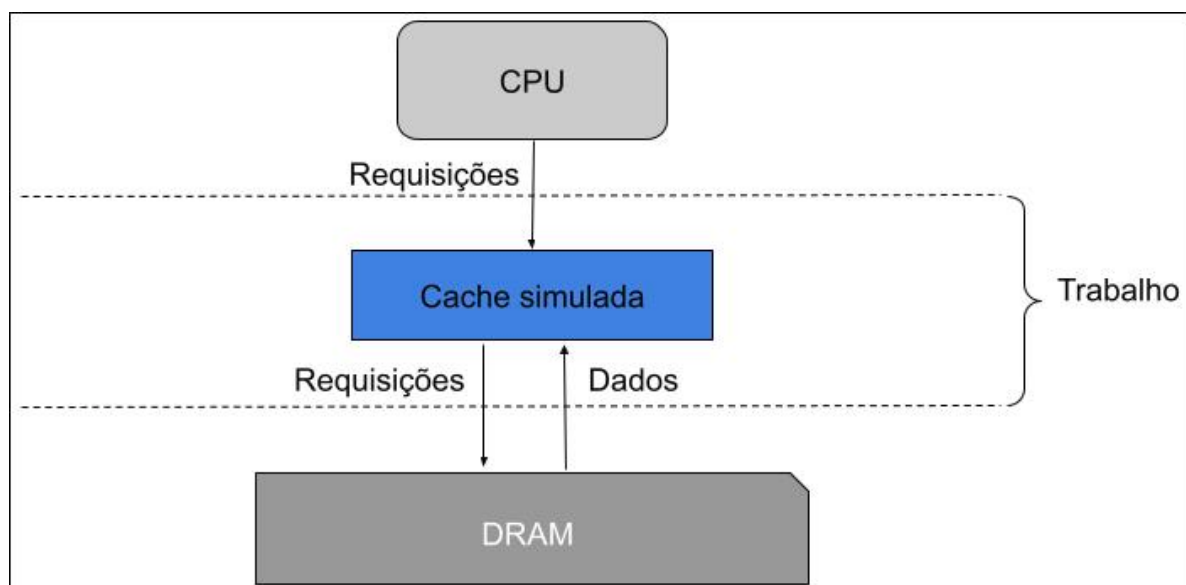 CPU
Requisições
Cache simulada
Trabalho
Requisições
Dados
DRAM